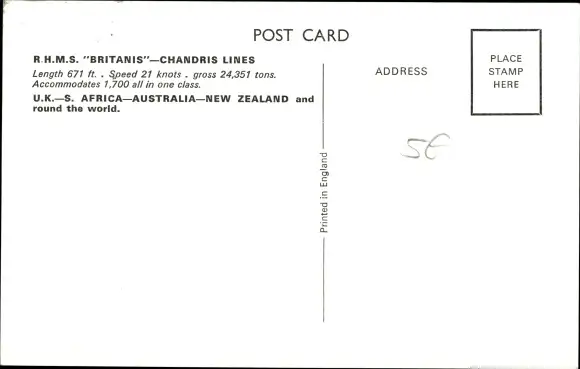 POST CARD
R.H.M.S. "BRITANIS"—CHANDRIS LINES
Length 671 ft. . Speed 21 knots . gross 24,351 tons.
Accommodates 1,700 all in one class.
U.K.—S. AFRICA—AUSTRALIA—NEW ZEALAND and
round the world.
Printed in England
ADDRESS
PLACE
STAMP
HERE
5€